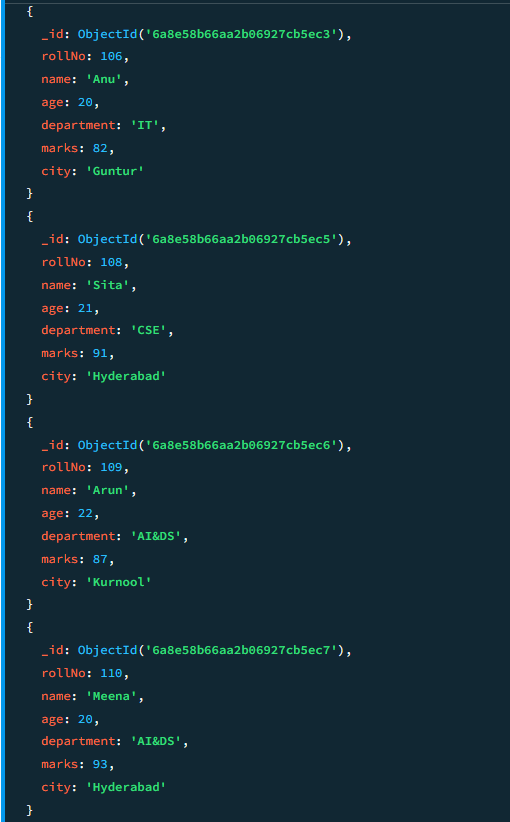 {
  _id: ObjectId('6a8e58b66aa2b06927cb5ec3'),
  rollNo: 106,
  name: 'Anu',
  age: 20,
  department: 'IT',
  marks: 82,
  city: 'Guntur'
}
{
  _id: ObjectId('6a8e58b66aa2b06927cb5ec5'),
  rollNo: 108,
  name: 'Sita',
  age: 21,
  department: 'CSE',
  marks: 91,
  city: 'Hyderabad'
}
{
  _id: ObjectId('6a8e58b66aa2b06927cb5ec6'),
  rollNo: 109,
  name: 'Arun',
  age: 22,
  department: 'AI&DS',
  marks: 87,
  city: 'Kurnool'
}
{
  _id: ObjectId('6a8e58b66aa2b06927cb5ec7'),
  rollNo: 110,
  name: 'Meena',
  age: 20,
  department: 'AI&DS',
  marks: 93,
  city: 'Hyderabad'
}